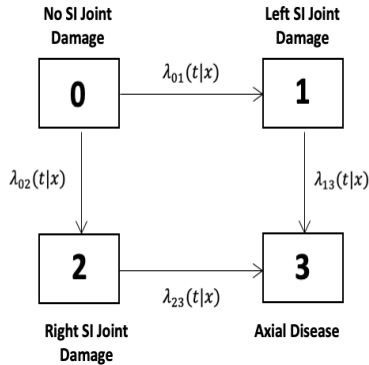 No SI Joint
Damage
Left SI Joint
Damage
0
λ₀₁(t|x)
1
λ₀₂(t|x)
λ₁₃(t|x)
2
λ₂₃(t|x)
3
Right SI Joint
Damage
Axial Disease